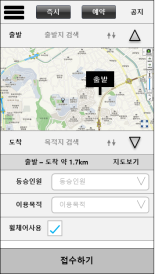 즉시 예약 공지
출발 출발지 검색
출발
도착 목적지 검색
출발 ~ 도착 약 1.7km 지도보기
동승인원 동승인원
이용목적 이용목적
휠체어사용
접수하기